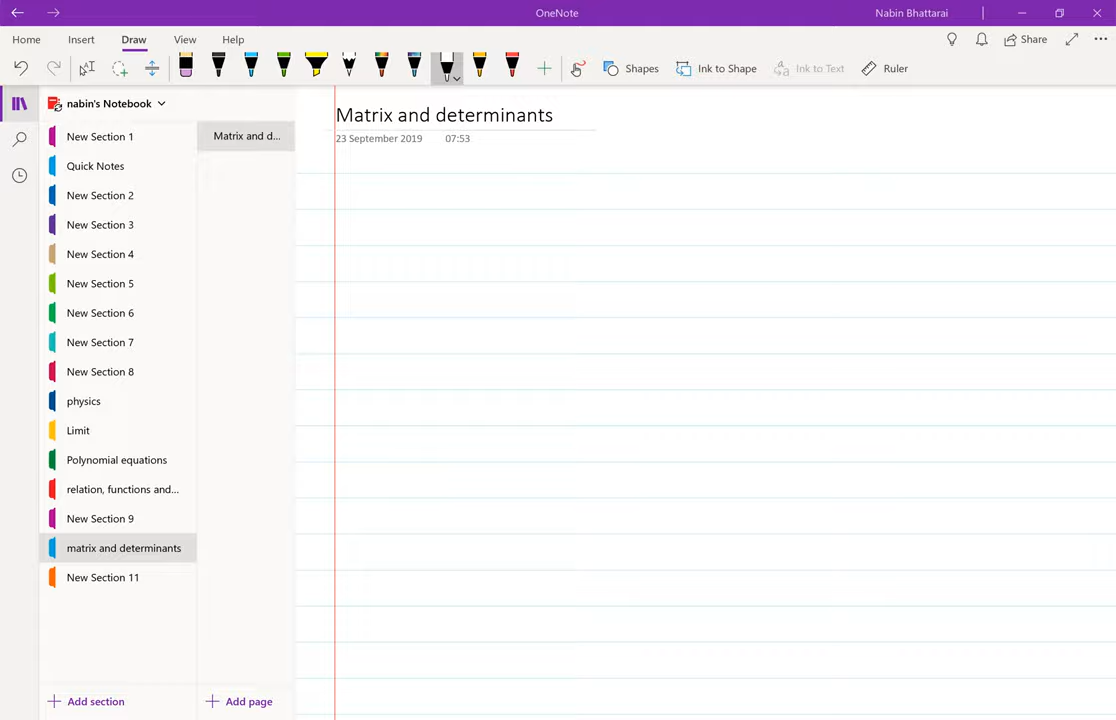 OneNote
Nabin Bhattarai
Home Insert Draw View Help
Share
Shapes
Ink to Shape
Ink to Text
Ruler
nabin's Notebook
New Section 1
Quick Notes
New Section 2
New Section 3
New Section 4
New Section 5
New Section 6
New Section 7
New Section 8
physics
Limit
Polynomial equations
relation, functions and...
New Section 9
matrix and determinants
New Section 11
Add section
Matrix and d...
Add page
Matrix and determinants
23 September 2019 07:53